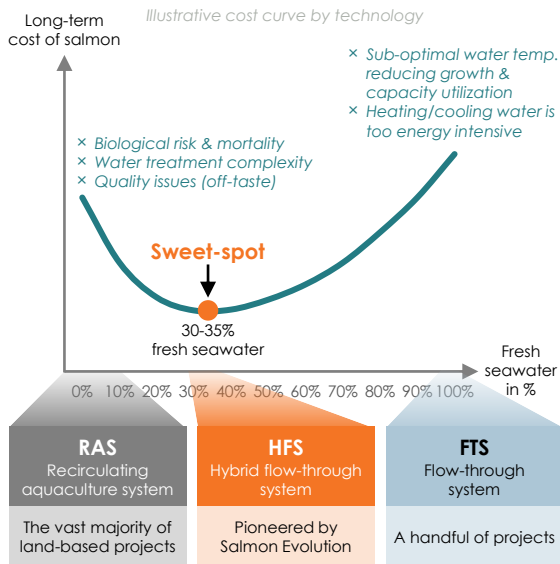 Illustrative cost curve by technology
Long-term
cost of salmon
× Sub-optimal water temp.
reducing growth &
capacity utilization
× Heating/cooling water is
too energy intensive
× Biological risk & mortality
× Water treatment complexity
× Quality issues (off-taste)
Sweet-spot
30-35%
fresh seawater
Fresh
seawater
in %
0% 10% 20% 30% 40% 50% 60% 70% 80% 90% 100%
RAS
Recirculating
aquaculture system
The vast majority of
land-based projects
HFS
Hybrid flow-through
system
Pioneered by
Salmon Evolution
FTS
Flow-through
system
A handful of projects